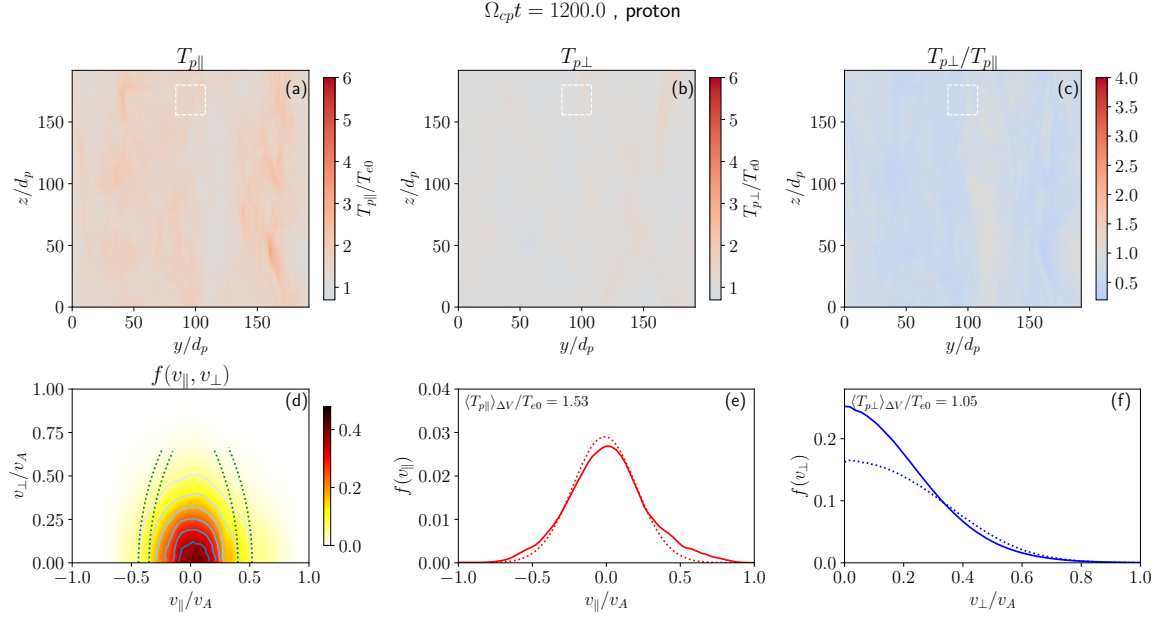 Ω_{cp}t = 1200.0 , proton
T_{p∥}
T_{p⊥}
T_{p⊥}/T_{p∥}
(a)
(b)
(c)
z/d_p
150
100
50
0
0 50 100 150
y/d_p
6
5
4
3
2
1
T_{p∥}/T_{e0}
z/d_p
150
100
50
0
0 50 100 150
y/d_p
6
5
4
3
2
1
T_{p⊥}/T_{e0}
z/d_p
150
100
50
0
0 50 100 150
y/d_p
4.0
3.5
3.0
2.5
2.0
1.5
1.0
0.5
f(v_∥, v_⊥)
(d)
v_⊥/v_A
1.00
0.75
0.50
0.25
0.00
−1.0 −0.5 0.0 0.5 1.0
v_∥/v_A
0.4
0.2
0.0
⟨T_{p∥}⟩_{ΔV}/T_{e0} = 1.53
(e)
f(v_∥)
0.04
0.03
0.02
0.01
0.00
−1.0 −0.5 0.0 0.5 1.0
v_∥/v_A
⟨T_{p⊥}⟩_{ΔV}/T_{e0} = 1.05
(f)
f(v_⊥)
0.2
0.1
0.0
0.0 0.2 0.4 0.6 0.8 1.0
v_⊥/v_A